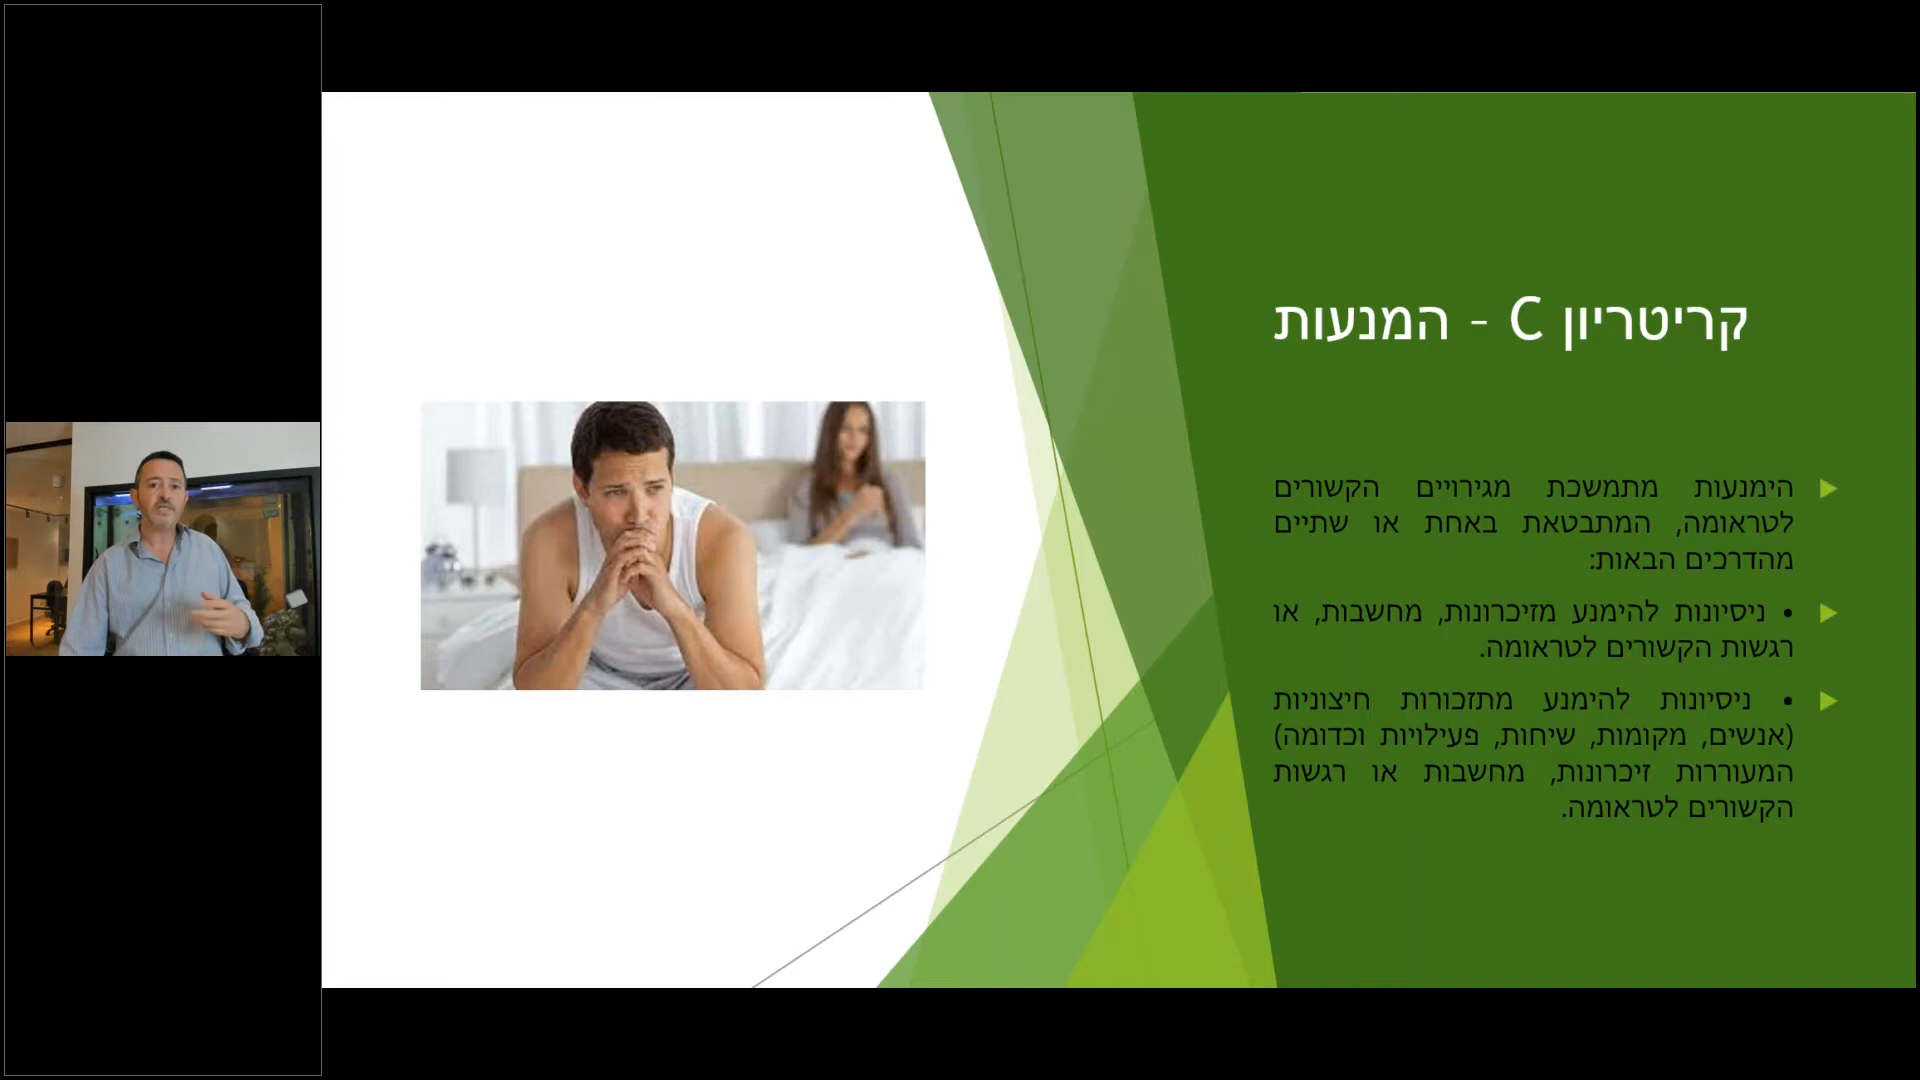 קריטריון C - המנעות
הימנעות מתמשכת מגירויים הקשורים
לטראומה, המתבטאת באחת או שתיים
מהדרכים הבאות:
• ניסיונות להימנע מזיכרונות, מחשבות, או
רגשות הקשורים לטראומה.
• ניסיונות להימנע מתזכורות חיצוניות
(אנשים, מקומות, שיחות, פעילויות וכדומה)
המעוררות זיכרונות, מחשבות או רגשות
הקשורים לטראומה.